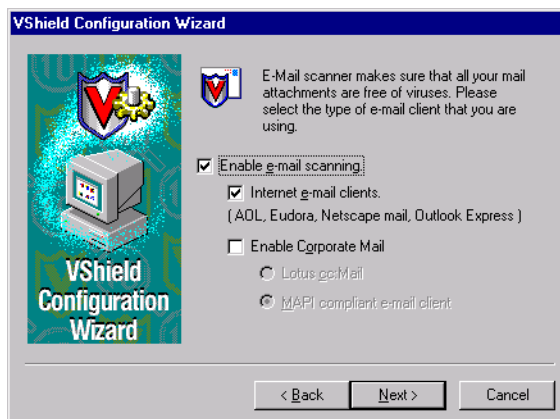 VShield Configuration Wizard
E-Mail scanner makes sure that all your mail
attachments are free of viruses. Please
select the type of e-mail client that you are
using.
Enable e-mail scanning.
Internet e-mail clients.
( AOL, Eudora, Netscape mail, Outlook Express )
Enable Corporate Mail
Lotus cc:Mail
MAPI compliant e-mail client
VShield
Configuration
Wizard
< Back
Next >
Cancel